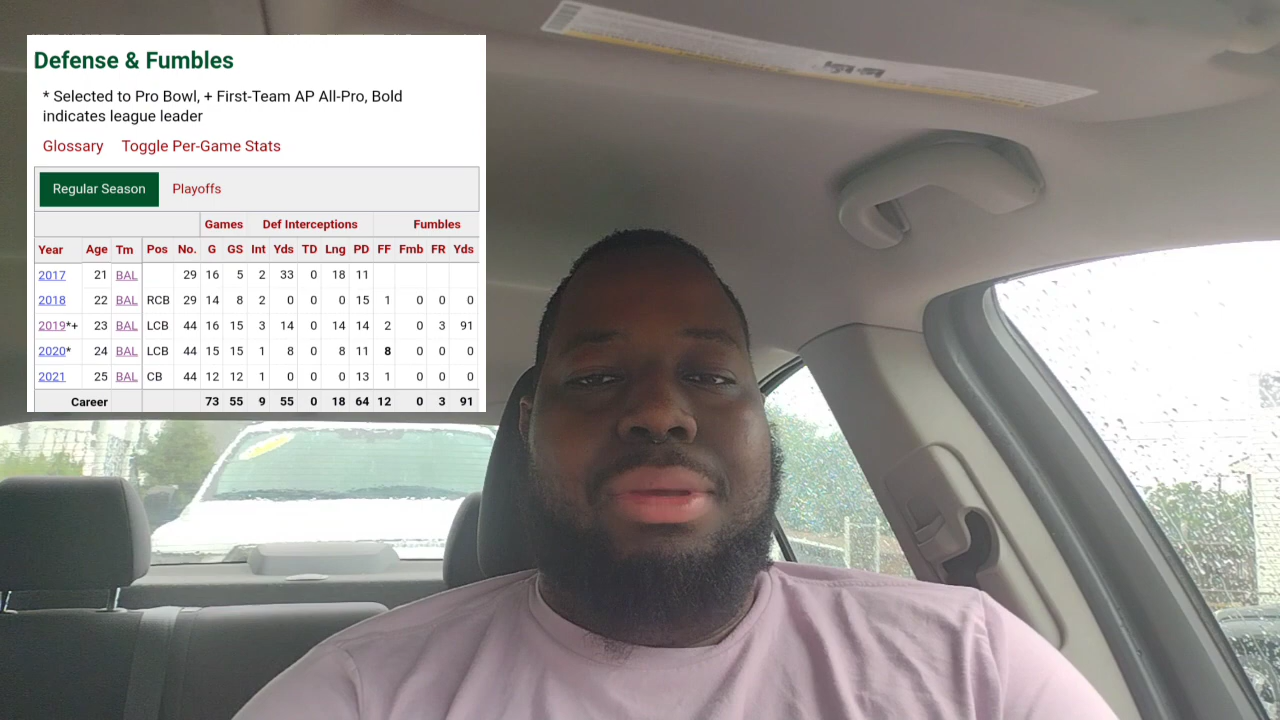 Defense & Fumbles
* Selected to Pro Bowl, + First-Team AP All-Pro, Bold
indicates league leader
Glossary Toggle Per-Game Stats
Regular Season Playoffs
Games Def Interceptions Fumbles
Year Age Tm Pos No. G GS Int Yds TD Lng PD FF Fmb FR Yds
2017 21 BAL 29 16 5 2 33 0 18 11
2018 22 BAL RCB 29 14 8 2 0 0 0 15 1 0 0 0
2019*+ 23 BAL LCB 44 16 15 3 14 0 14 14 2 0 3 91
2020* 24 BAL LCB 44 15 15 1 8 0 8 11 8 0 0 0
2021 25 BAL CB 44 12 12 1 0 0 0 13 1 0 0 0
Career 73 55 9 55 0 18 64 12 0 3 91